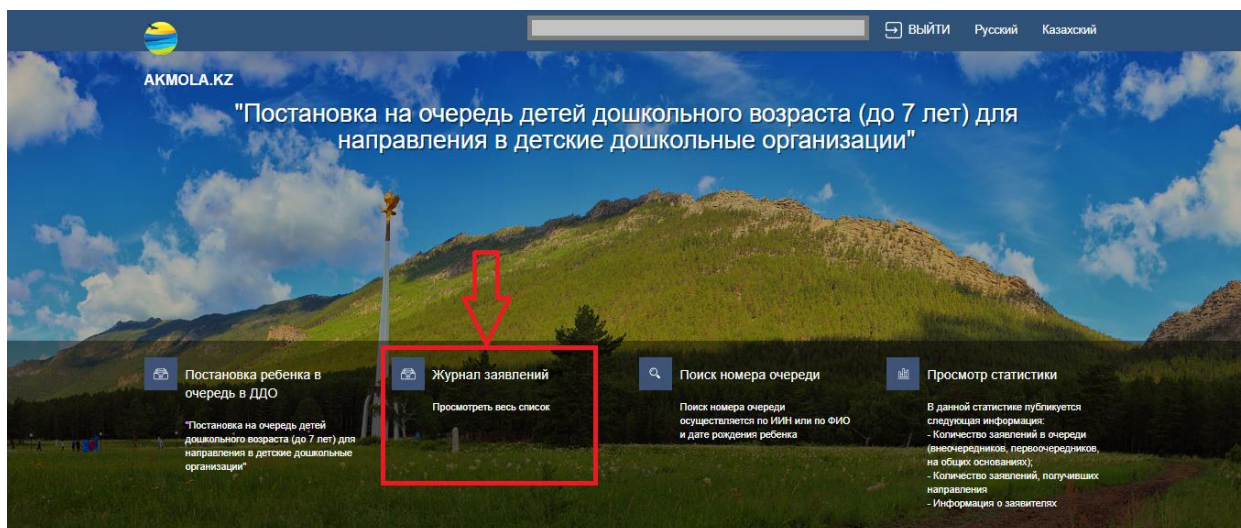 ВЫЙТИ Русский Казахский
AKMOLA.KZ
"Постановка на очередь детей дошкольного возраста (до 7 лет) для
направления в детские дошкольные организации"
Постановка ребенка в
очередь в ДДО
"Постановка на очередь детей
дошкольного возраста (до 7 лет) для
направления в детские дошкольные
организации"
Журнал заявлений
Просмотреть весь список
Поиск номера очереди
Поиск номера очереди
осуществляется по ИИН или по ФИО
и дате рождения ребенка
Просмотр статистики
В данной статистике публикуется
следующая информация:
- Количество заявлений в очереди
(внеочередников, первоочередников,
на общих основаниях);
- Количество заявлений, получивших
направления
- Информация о заявителях